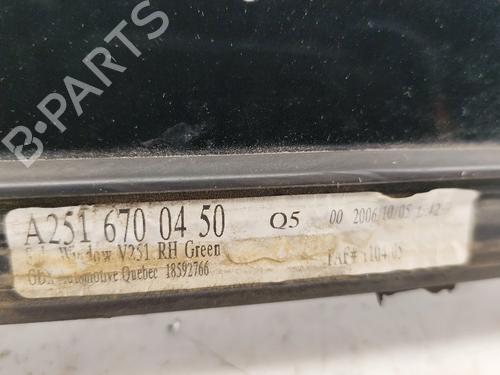 B-PARTS
A251 670 04 50 Q5 00 2006/10/05
Window V251 RH Green
Automotive Quebec 18592766